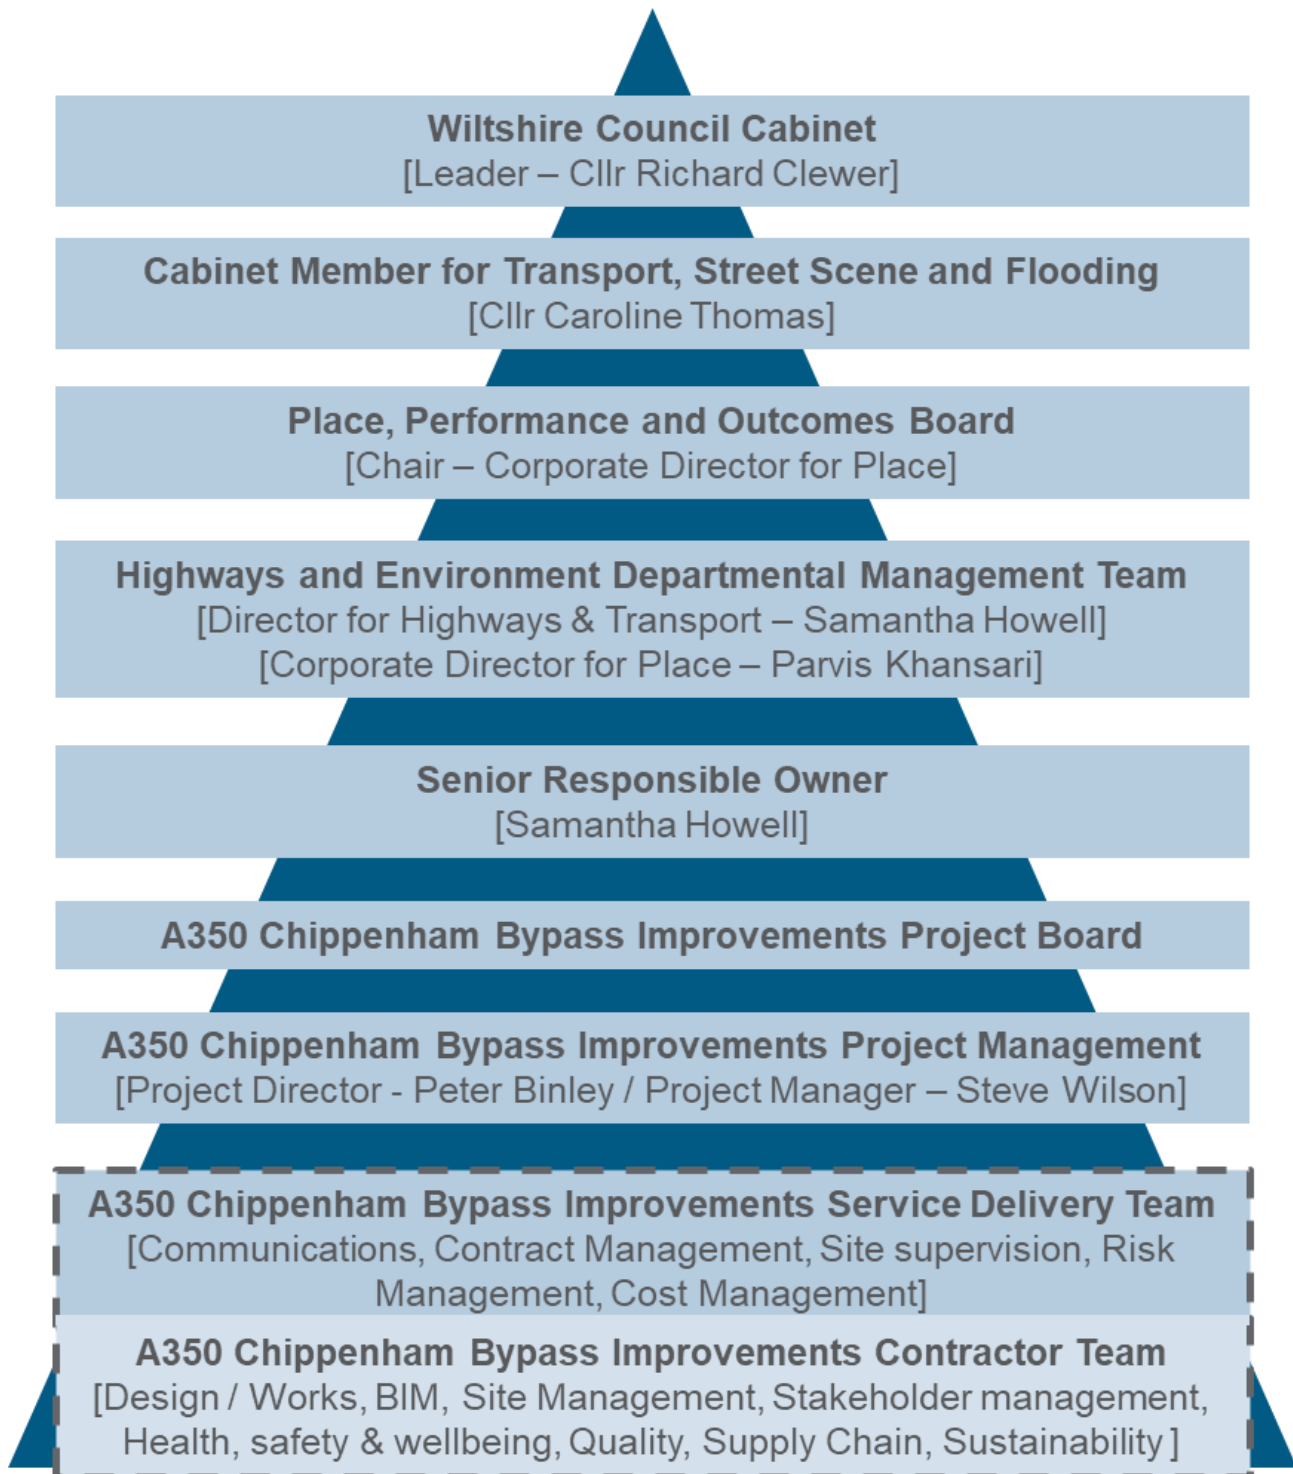 Wiltshire Council Cabinet
[Leader – Cllr Richard Clewer]
Cabinet Member for Transport, Street Scene and Flooding
[Cllr Caroline Thomas]
Place, Performance and Outcomes Board
[Chair – Corporate Director for Place]
Highways and Environment Departmental Management Team
[Director for Highways & Transport – Samantha Howell]
[Corporate Director for Place – Parvis Khansari]
Senior Responsible Owner
[Samantha Howell]
A350 Chippenham Bypass Improvements Project Board
A350 Chippenham Bypass Improvements Project Management
[Project Director - Peter Binley / Project Manager – Steve Wilson]
A350 Chippenham Bypass Improvements Service Delivery Team
[Communications, Contract Management, Site supervision, Risk
Management, Cost Management]
A350 Chippenham Bypass Improvements Contractor Team
[Design / Works, BIM, Site Management, Stakeholder management,
Health, safety & wellbeing, Quality, Supply Chain, Sustainability ]